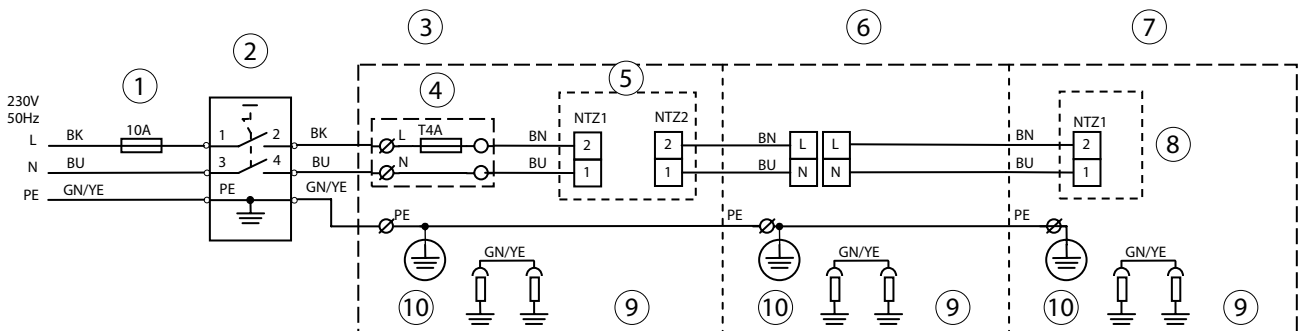 3
6
7
2
1
5
4
230V
50Hz
10A
NTZ1
NTZ2
NTZ1
L
BK
1
2
BK
L
T4A
BN
2
2
BN
L
L
BN
2
8
N
BU
3
4
BU
N
BU
1
1
BU
N
N
BU
1
PE
GN/YE
PE
GN/YE
PE
PE
PE
GN/YE
GN/YE
GN/YE
10
9
10
9
10
9